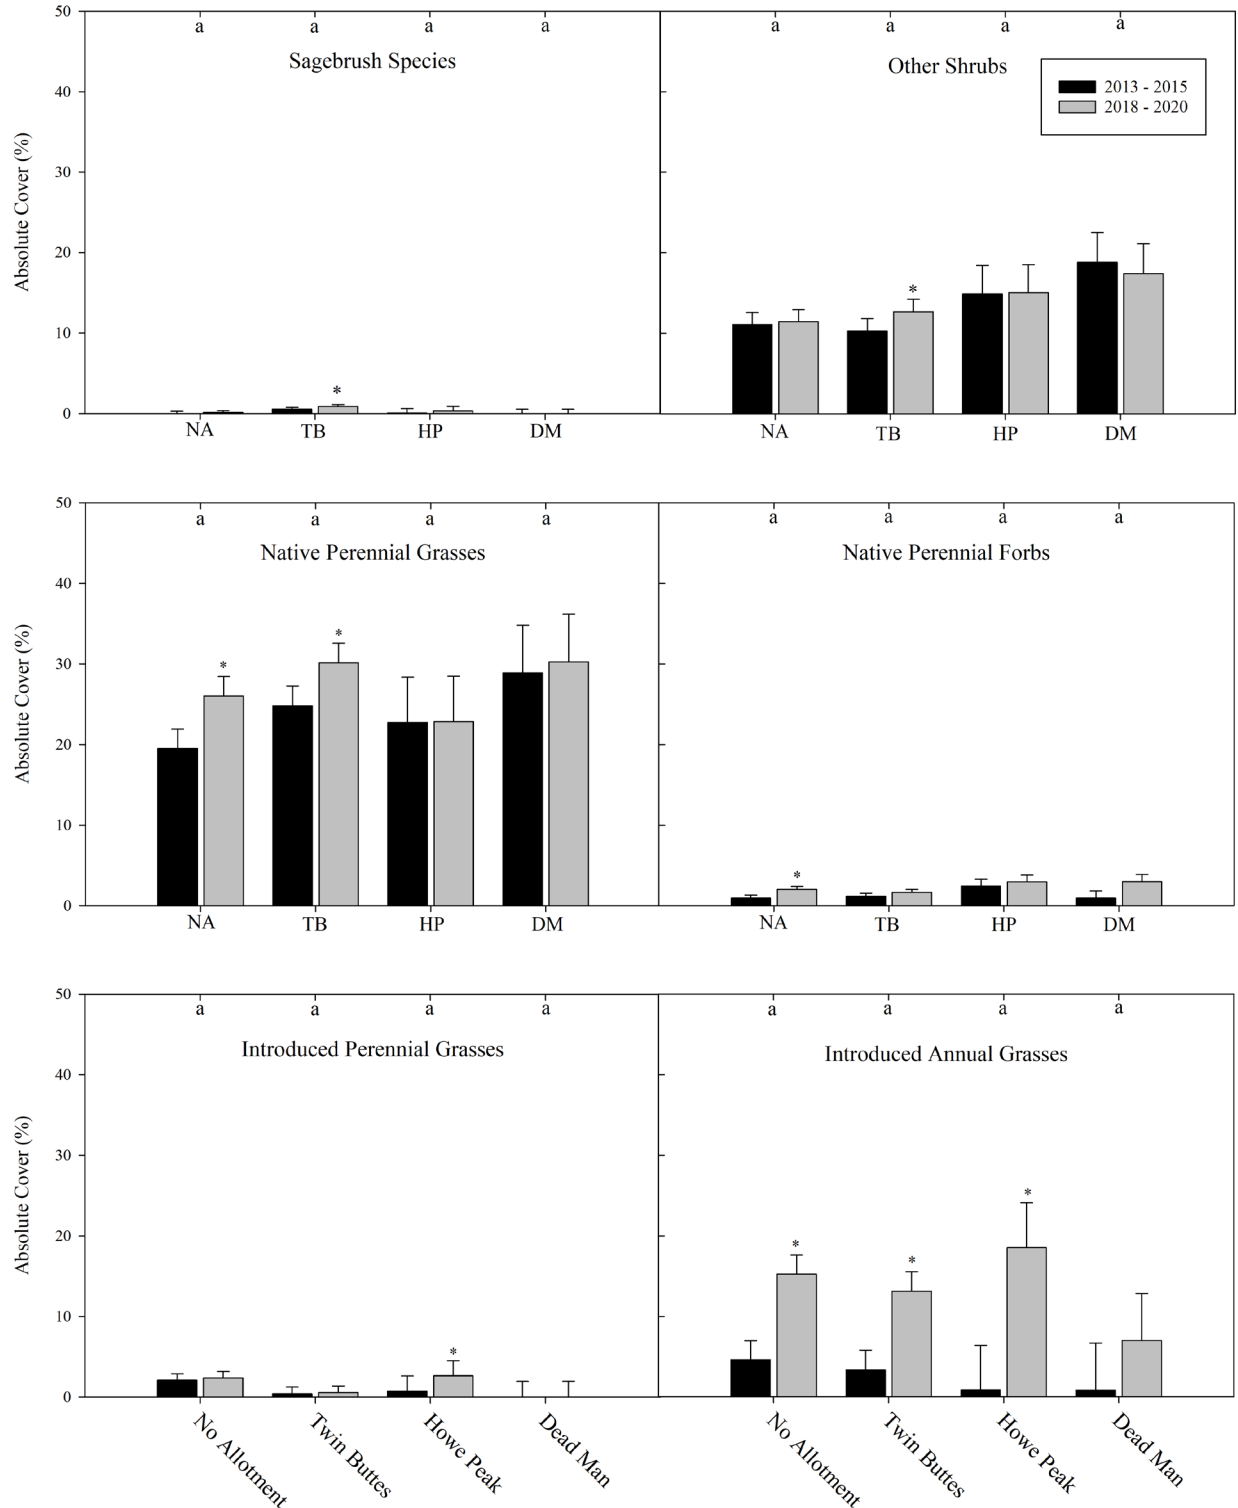 a a a a
a a a a
Sagebrush Species
Other Shrubs
2013 - 2015
2018 - 2020
Absolute Cover (%)
50
40
30
20
10
0
*
*
NA TB HP DM
NA TB HP DM
a a a a
a a a a
Native Perennial Grasses
Native Perennial Forbs
Absolute Cover (%)
50
40
30
20
10
0
* *
*
NA TB HP DM
NA TB HP DM
a a a a
a a a a
Introduced Perennial Grasses
Introduced Annual Grasses
Absolute Cover (%)
50
40
30
20
10
0
*
* * *
No Allotment
Twin Buttes
Howe Peak
Dead Man
No Allotment
Twin Buttes
Howe Peak
Dead Man